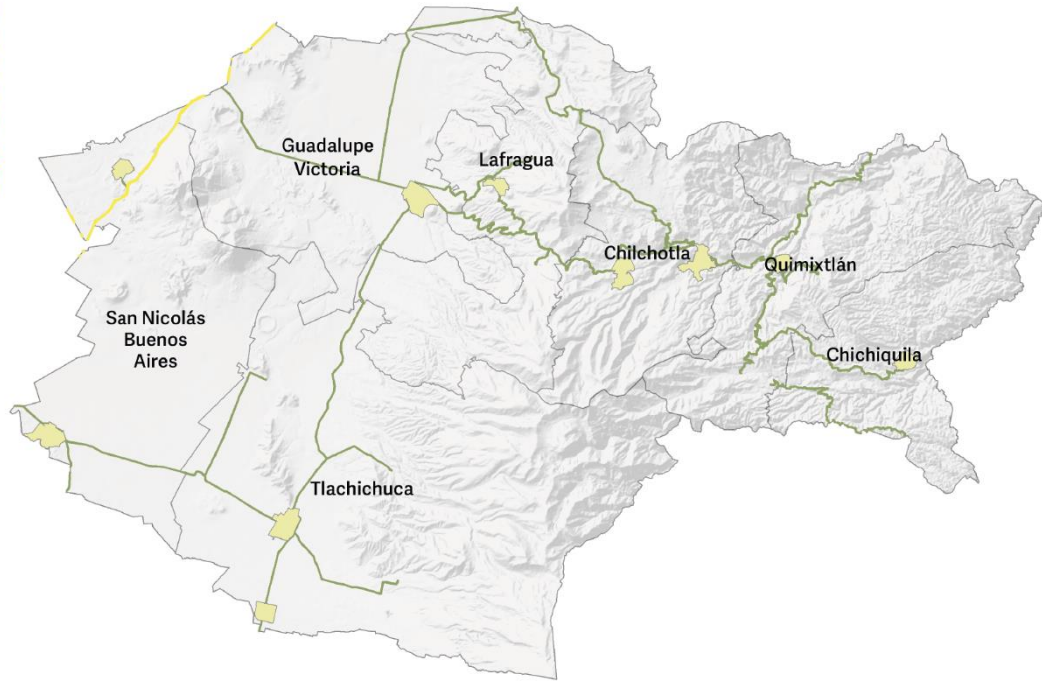 Guadalupe
Victoria
Lafragua
Chilchotla
Quimixtlán
San Nicolás
Buenos
Aires
Chichiquila
Tlachichuca